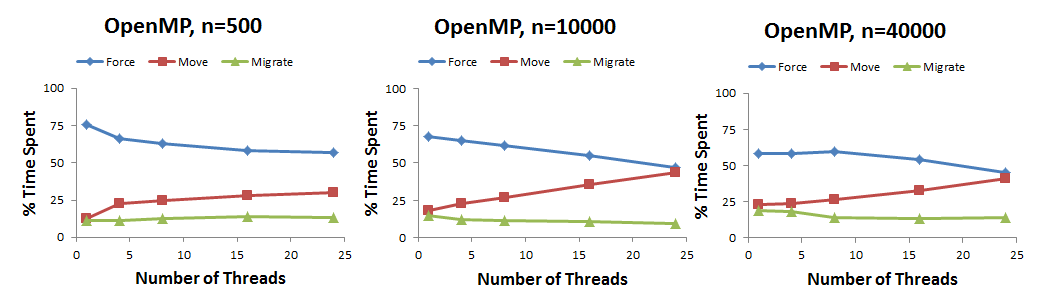 OpenMP, n=500
Force Move Migrate
100
75
50
25
0
% Time Spent
0 5 10 15 20 25
Number of Threads
OpenMP, n=10000
Force Move Migrate
100
75
50
25
0
% Time Spent
0 5 10 15 20 25
Number of Threads
OpenMP, n=40000
Force Move Migrate
100
75
50
25
0
% Time Spent
0 5 10 15 20 25
Number of Threads